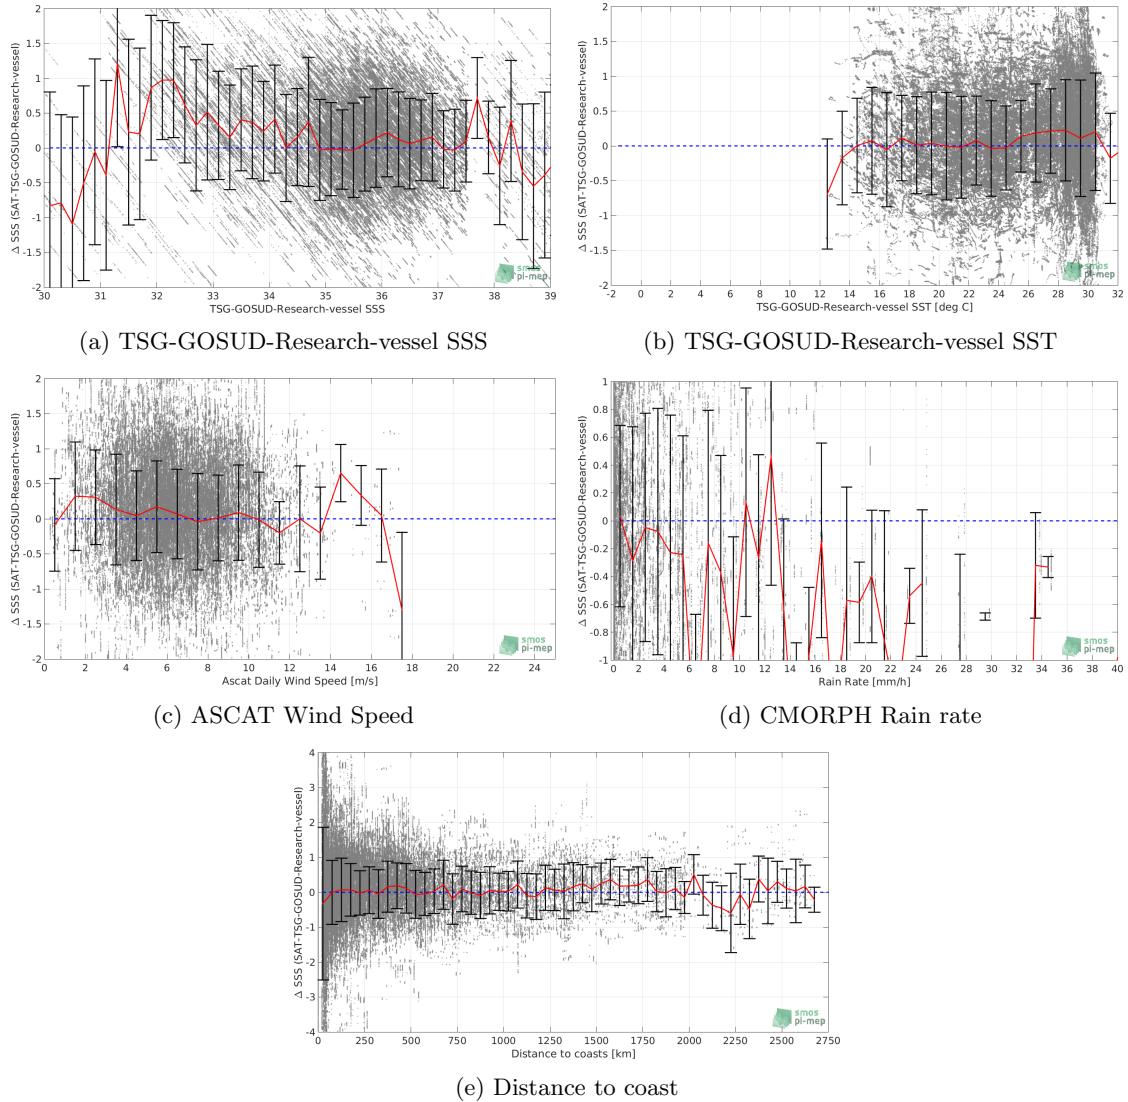 Δ SSS (SAT-TSG-GOSUD-Research-vessel)
2
1.5
1
0.5
0
-0.5
-1
-1.5
-2
30 31 32 33 34 35 36 37 38 39
TSG-GOSUD-Research-vessel SSS
smos
pi-mep
(a) TSG-GOSUD-Research-vessel SSS
Δ SSS (SAT-TSG-GOSUD-Research-vessel)
2
1.5
1
0.5
0
-0.5
-1
-1.5
-2
-2 0 2 4 6 8 10 12 14 16 18 20 22 24 26 28 30 32
TSG-GOSUD-Research-vessel SST [deg C]
smos
pi-mep
(b) TSG-GOSUD-Research-vessel SST
Δ SSS (SAT-TSG-GOSUD-Research-vessel)
2
1.5
1
0.5
0
-0.5
-1
-1.5
-2
0 2 4 6 8 10 12 14 16 18 20 22 24
Ascat Daily Wind Speed [m/s]
smos
pi-mep
(c) ASCAT Wind Speed
Δ SSS (SAT-TSG-GOSUD-Research-vessel)
1
0.8
0.6
0.4
0.2
0
-0.2
-0.4
-0.6
-0.8
-1
0 2 4 6 8 10 12 14 16 18 20 22 24 26 28 30 32 34 36 38 40
Rain Rate [mm/h]
smos
pi-mep
(d) CMORPH Rain rate
Δ SSS (SAT-TSG-GOSUD-Research-vessel)
4
3
2
1
0
-1
-2
-3
-4
0 250 500 750 1000 1250 1500 1750 2000 2250 2500 2750
Distance to coasts [km]
smos
pi-mep
(e) Distance to coast